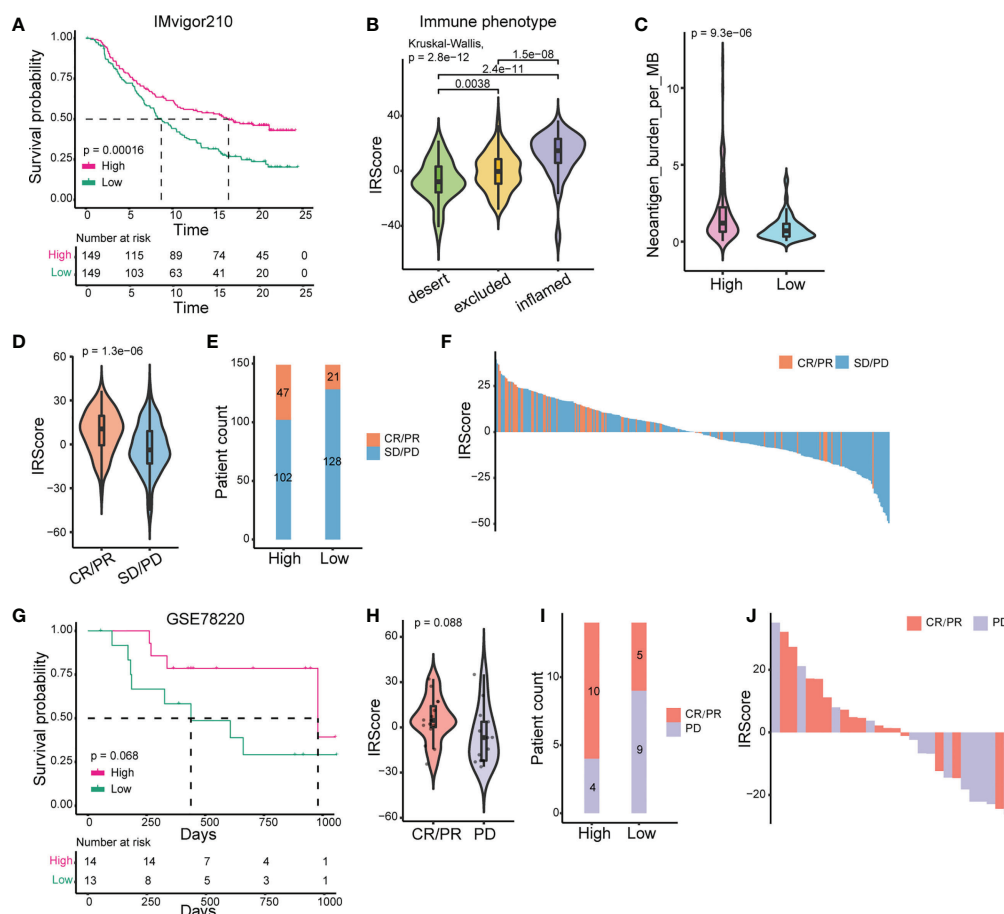 A
IMvigor210
Survival probability
1.00
0.75
0.50
0.25
0.00
p = 0.00016
High
Low
0 5 10 15 20 25
Time
Number at risk
High 149 115 89 74 45 0
Low 149 103 63 41 20 0
0 5 10 15 20 25
Time
B
Immune phenotype
Kruskal-Wallis,
p = 2.8e-12
1.5e-08
2.4e-11
0.0038
IRScore
40
0
−40
desert excluded inflamed
C
p = 9.3e-06
Neoantigen_burden_per_MB
10
5
0
High Low
D
p = 1.3e-06
IRScore
60
30
0
−30
−60
CR/PR SD/PD
E
Patient count
150
100
50
0
47 21
102 128
CR/PR
SD/PD
High Low
F
CR/PR SD/PD
IRScore
25
0
−25
−50
G
GSE78220
Survival probability
1.00
0.75
0.50
0.25
0.00
p = 0.068
High
Low
0 250 500 750 1000
Days
Number at risk
High 14 14 7 4 1
Low 13 8 5 3 1
0 250 500 750 1000
Days
H
p = 0.088
IRScore
60
30
0
−30
−60
CR/PR PD
I
Patient count
10
5
0
10 5
4 9
CR/PR
PD
High Low
J
CR/PR PD
IRScore
20
0
−20